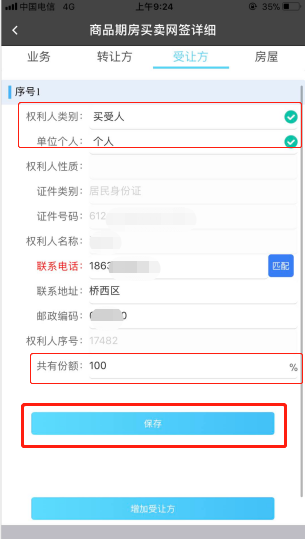 中国电信 4G 上午9:24 35%
商品期房买卖网签详细
业务 转让方 受让方 房屋
序号1
权利人类别: 买受人
单位个人: 个人
权利人性质:
证件类别: 居民身份证
证件号码: 612
权利人名称:
联系电话: 1863 匹配
联系地址: 桥西区
邮政编码: 0
权利人序号: 17482
共有份额: 100 %
保存
增加受让方